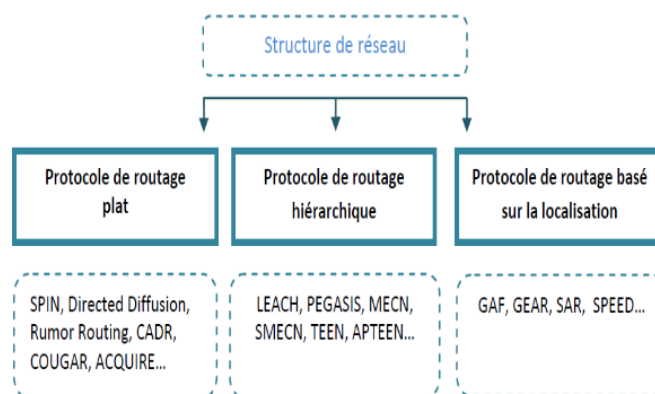 Structure de réseau
Protocole de routage
plat
Protocole de routage
hiérarchique
Protocole de routage basé
sur la localisation
SPIN, Directed Diffusion,
Rumor Routing, CADR,
COUGAR, ACQUIRE...
LEACH, PEGASIS, MECN,
SMECN, TEEN, APTEEN...
GAF, GEAR, SAR, SPEED...